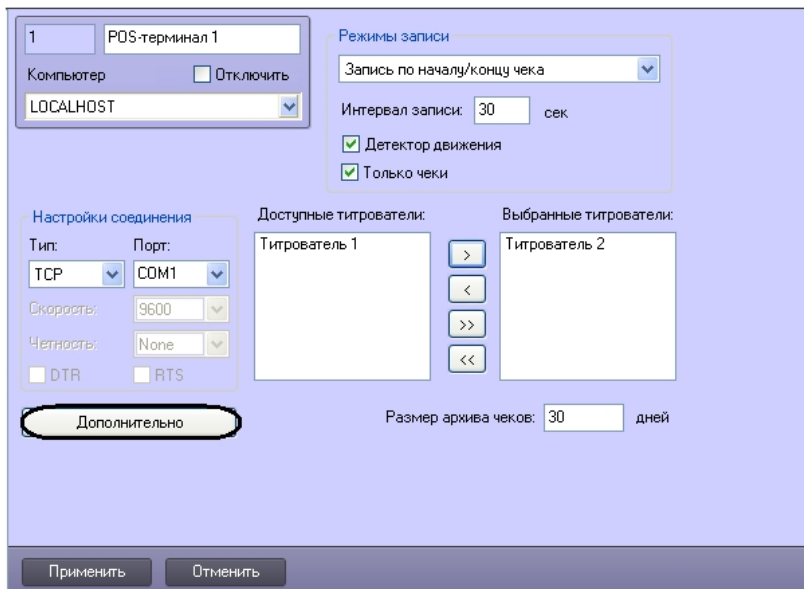 1
POS-терминал 1
Компьютер
Отключить
LOCALHOST
Режимы записи
Запись по началу/концу чека
Интервал записи: 30 сек
Детектор движения
Только чеки
Настройки соединения
Тип: Порт:
TCP COM1
Скорость: 9600
Четность: None
DTR RTS
Дополнительно
Доступные титрователи:
Титрователь 1
>
<
>>
<<
Выбранные титрователи:
Титрователь 2
Размер архива чеков: 30 дней
Применить Отменить